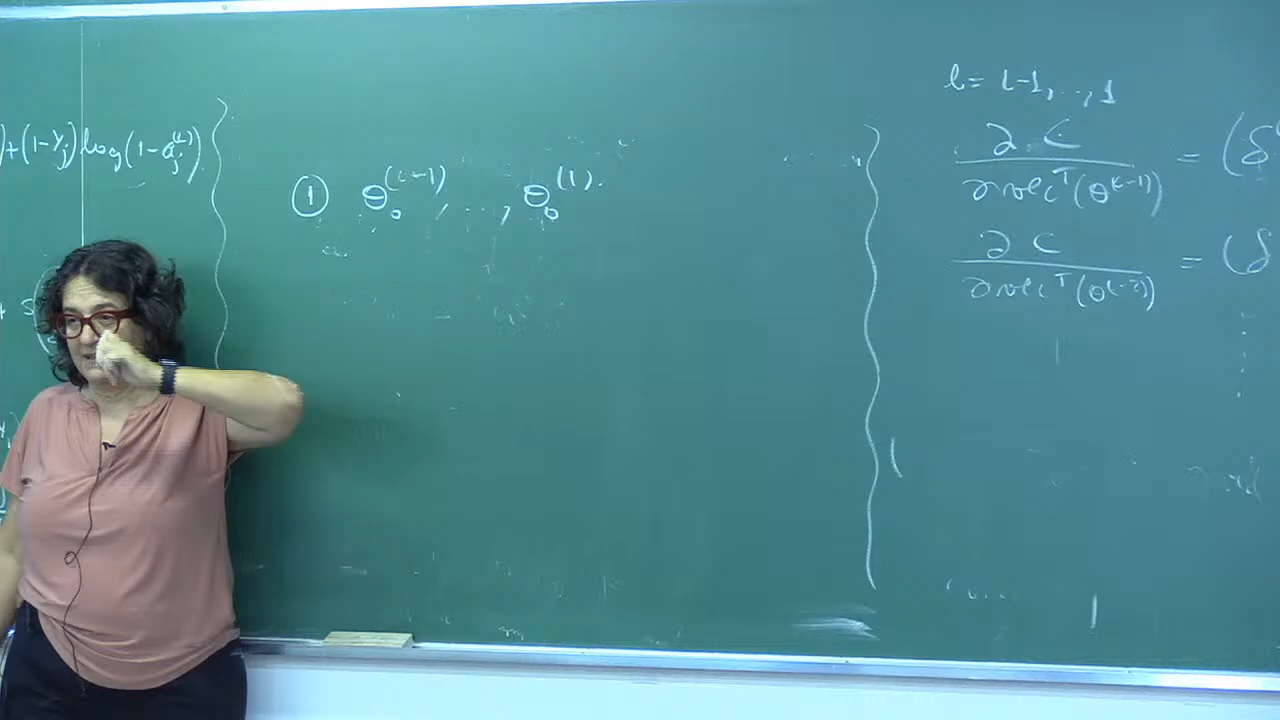 ) + (1-y_j) log(1-a_j^{(L)})
① Θ_0^{(L-1)}, ..., Θ_0^{(1)}.
l = L-1, ..., 1
∂ C / ∂ vec^T(Θ^{(L-1)}) = (δ
∂ C / ∂ vec^T(Θ^{(L-2)}) = (δ